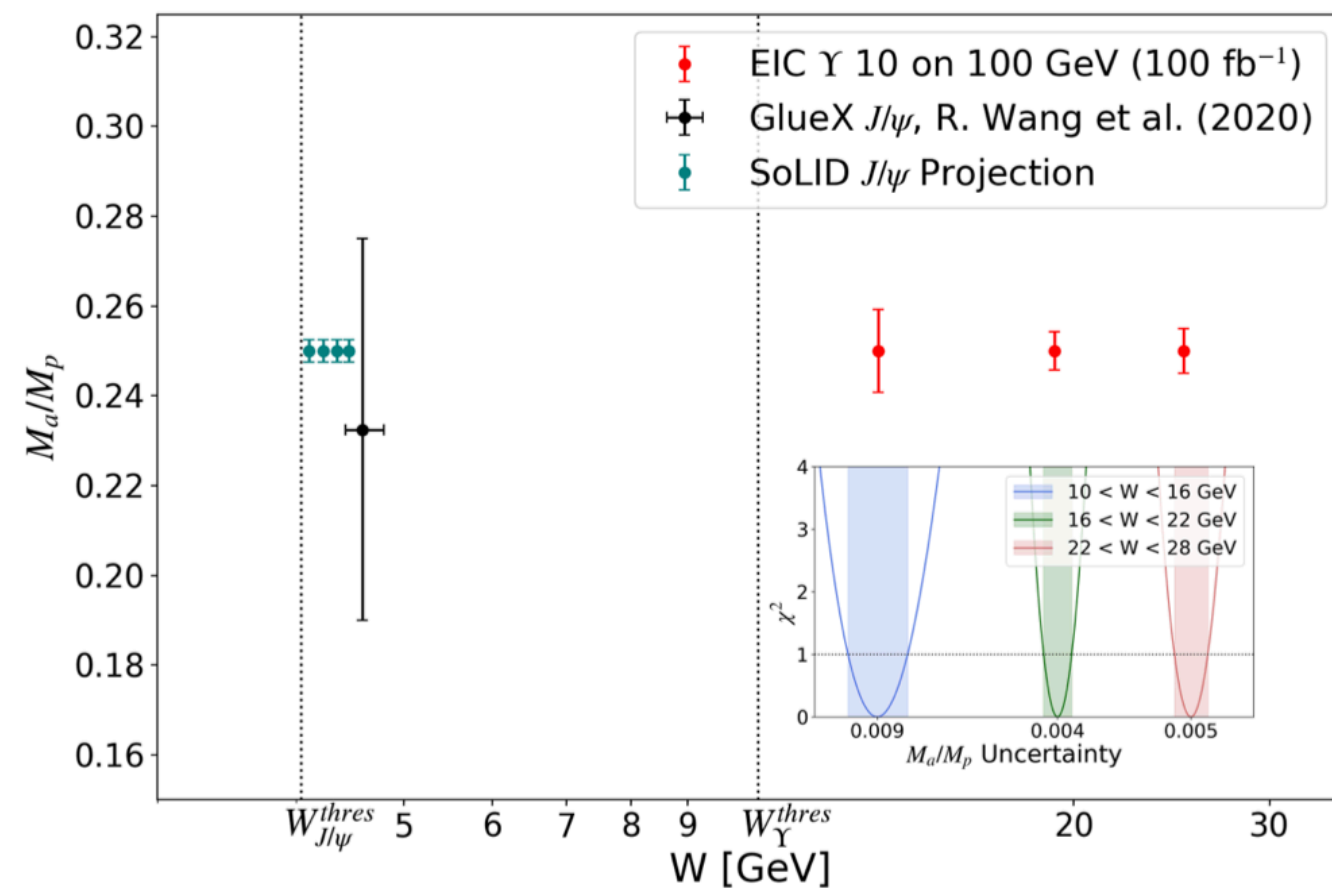 0.32
0.30
0.28
0.26
0.24
0.22
0.20
0.18
0.16
M_a/M_p
EIC ϒ 10 on 100 GeV (100 fb⁻¹)
GlueX J/ψ, R. Wang et al. (2020)
SoLID J/ψ Projection
4
3
2
1
0
χ²
10 < W < 16 GeV
16 < W < 22 GeV
22 < W < 28 GeV
0.009 0.004 0.005
M_a/M_p Uncertainty
W_{J/ψ}^{thres} 5 6 7 8 9 W_ϒ^{thres} 20 30
W [GeV]